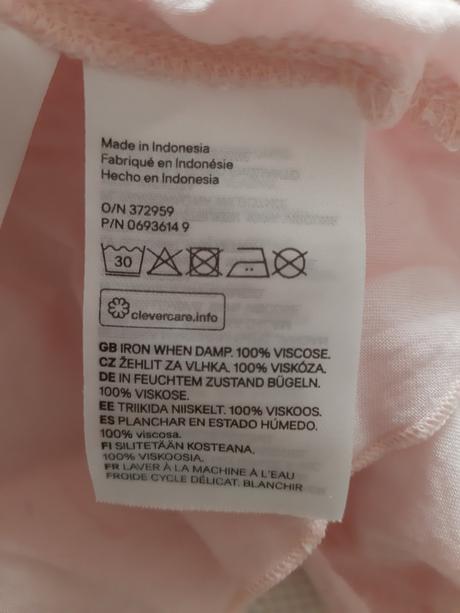 Made in Indonesia
Fabriqué en Indonésie
Hecho en Indonesia
O/N 372959
P/N 0693614 9
30
clevercare.info
GB IRON WHEN DAMP. 100% VISCOSE.
CZ ŽEHLIT ZA VLHKA. 100% VISKÓZA.
DE IN FEUCHTEM ZUSTAND BÜGELN.
100% VISKOSE.
EE TRIIKIDA NIISKELT. 100% VISKOOS.
ES PLANCHAR EN ESTADO HÚMEDO.
100% viscosa.
FI SILITETÄÄN KOSTEANA.
100% VISKOOSIA.
FR LAVER À LA MACHINE À L'EAU
FROIDE CYCLE DÉLICAT. BLANCHIR